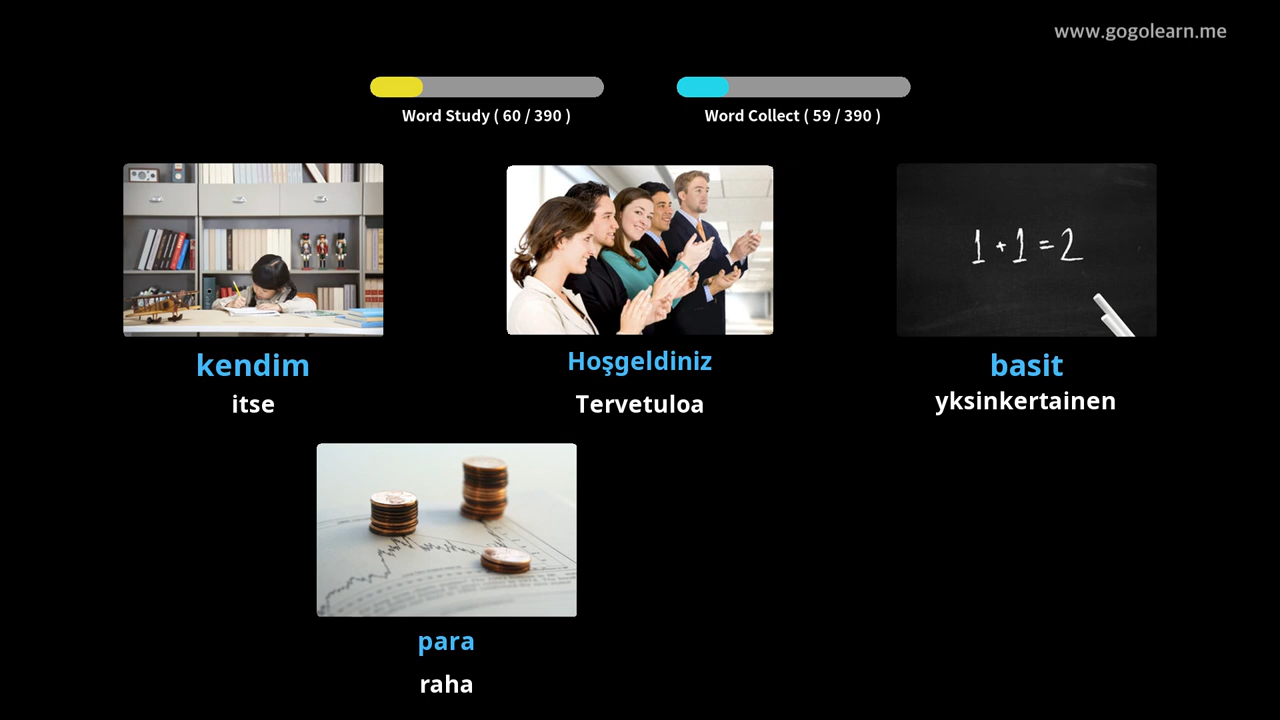 www.gogolearn.me
Word Study ( 60 / 390 )
Word Collect ( 59 / 390 )
1 + 1 = 2
kendim
itse
Hoşgeldiniz
Tervetuloa
basit
yksinkertainen
para
raha